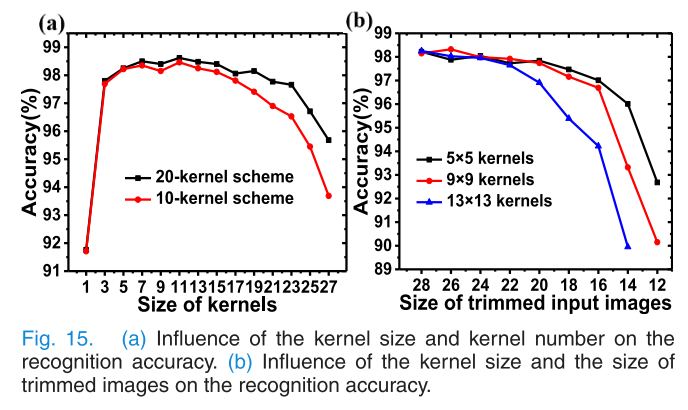 (a)
99
98
97
96
95
94
93
92
91
Accuracy(%)
20-kernel scheme
10-kernel scheme
1 3 5 7 9 11 13 15 17 19 21 23 25 27
Size of kernels
(b)
99
98
97
96
95
94
93
92
91
90
89
Accuracy(%)
5×5 kernels
9×9 kernels
13×13 kernels
28 26 24 22 20 18 16 14 12
Size of trimmed input images
Fig. 15. (a) Influence of the kernel size and kernel number on the
recognition accuracy. (b) Influence of the kernel size and the size of
trimmed images on the recognition accuracy.